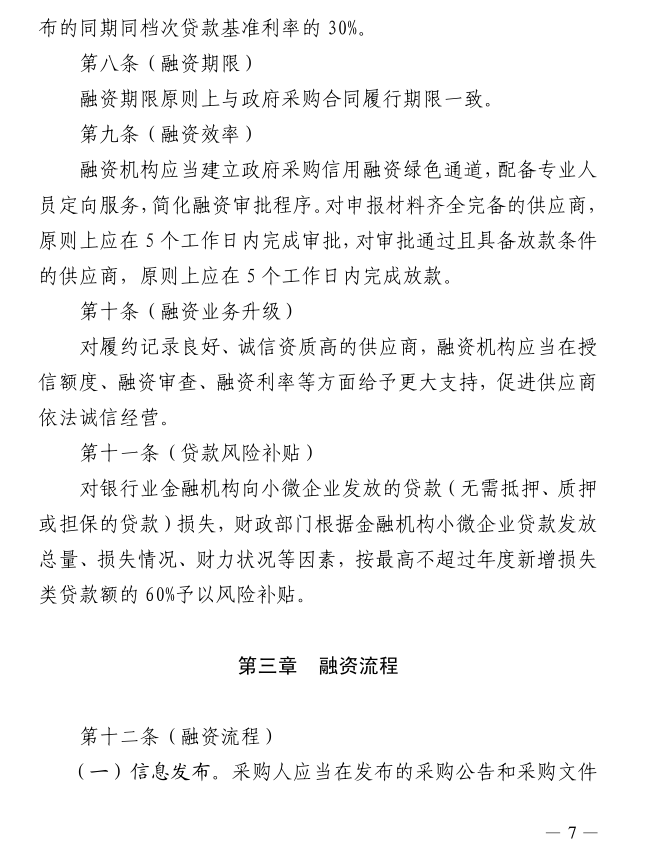 布的同期同档次贷款基准利率的 30%。
第八条（融资期限）
融资期限原则上与政府采购合同履行期限一致。
第九条（融资效率）
融资机构应当建立政府采购信用融资绿色通道，配备专业人
员定向服务，简化融资审批程序。对申报材料齐全完备的供应商，
原则上应在 5 个工作日内完成审批，对审批通过且具备放款条件
的供应商，原则上应在 5 个工作日内完成放款。
第十条（融资业务升级）
对履约记录良好、诚信资质高的供应商，融资机构应当在授
信额度、融资审查、融资利率等方面给予更大支持，促进供应商
依法诚信经营。
第十一条（贷款风险补贴）
对银行业金融机构向小微企业发放的贷款（无需抵押、质押
或担保的贷款）损失，财政部门根据金融机构小微企业贷款发放
总量、损失情况、财力状况等因素，按最高不超过年度新增损失
类贷款额的 60%予以风险补贴。
第三章　融资流程
第十二条（融资流程）
（一）信息发布。采购人应当在发布的采购公告和采购文件
— 7 —